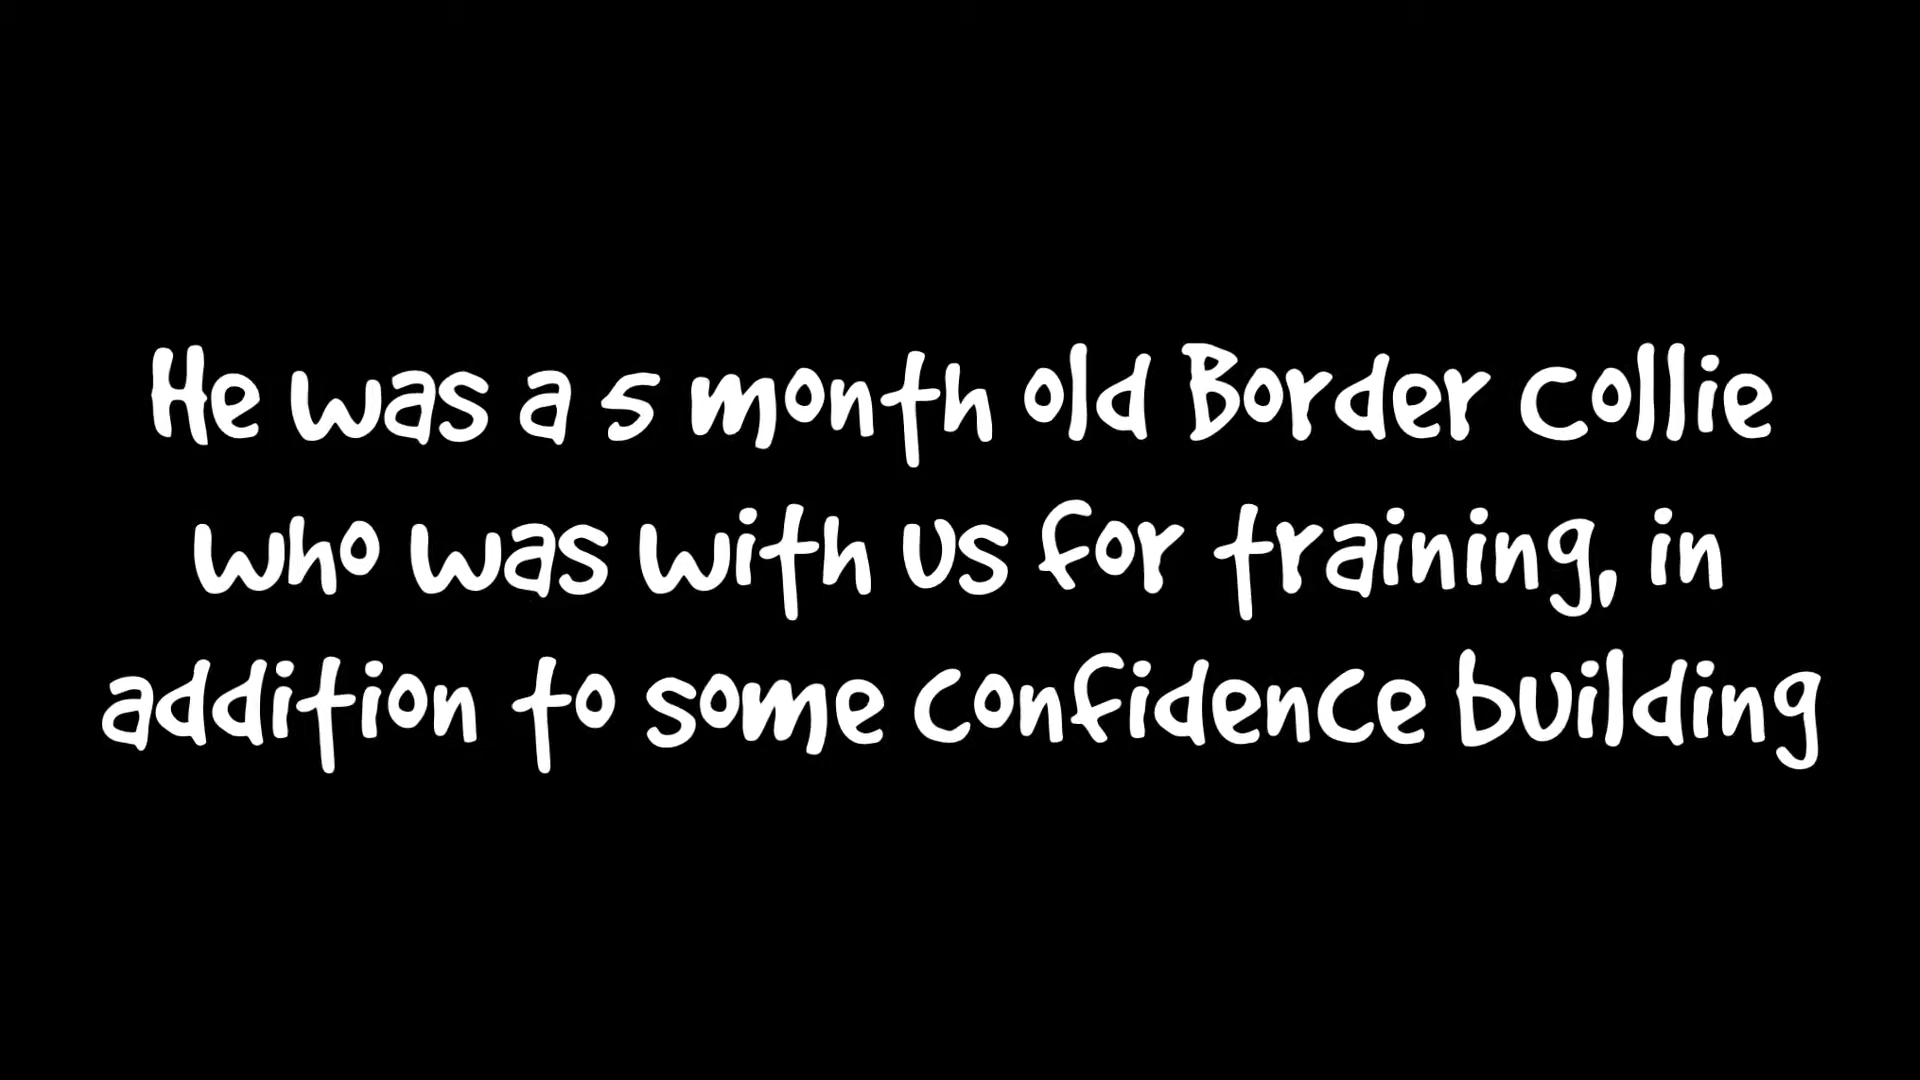 He was a 5 month old Border Collie
who was with us for training, in
addition to some confidence building